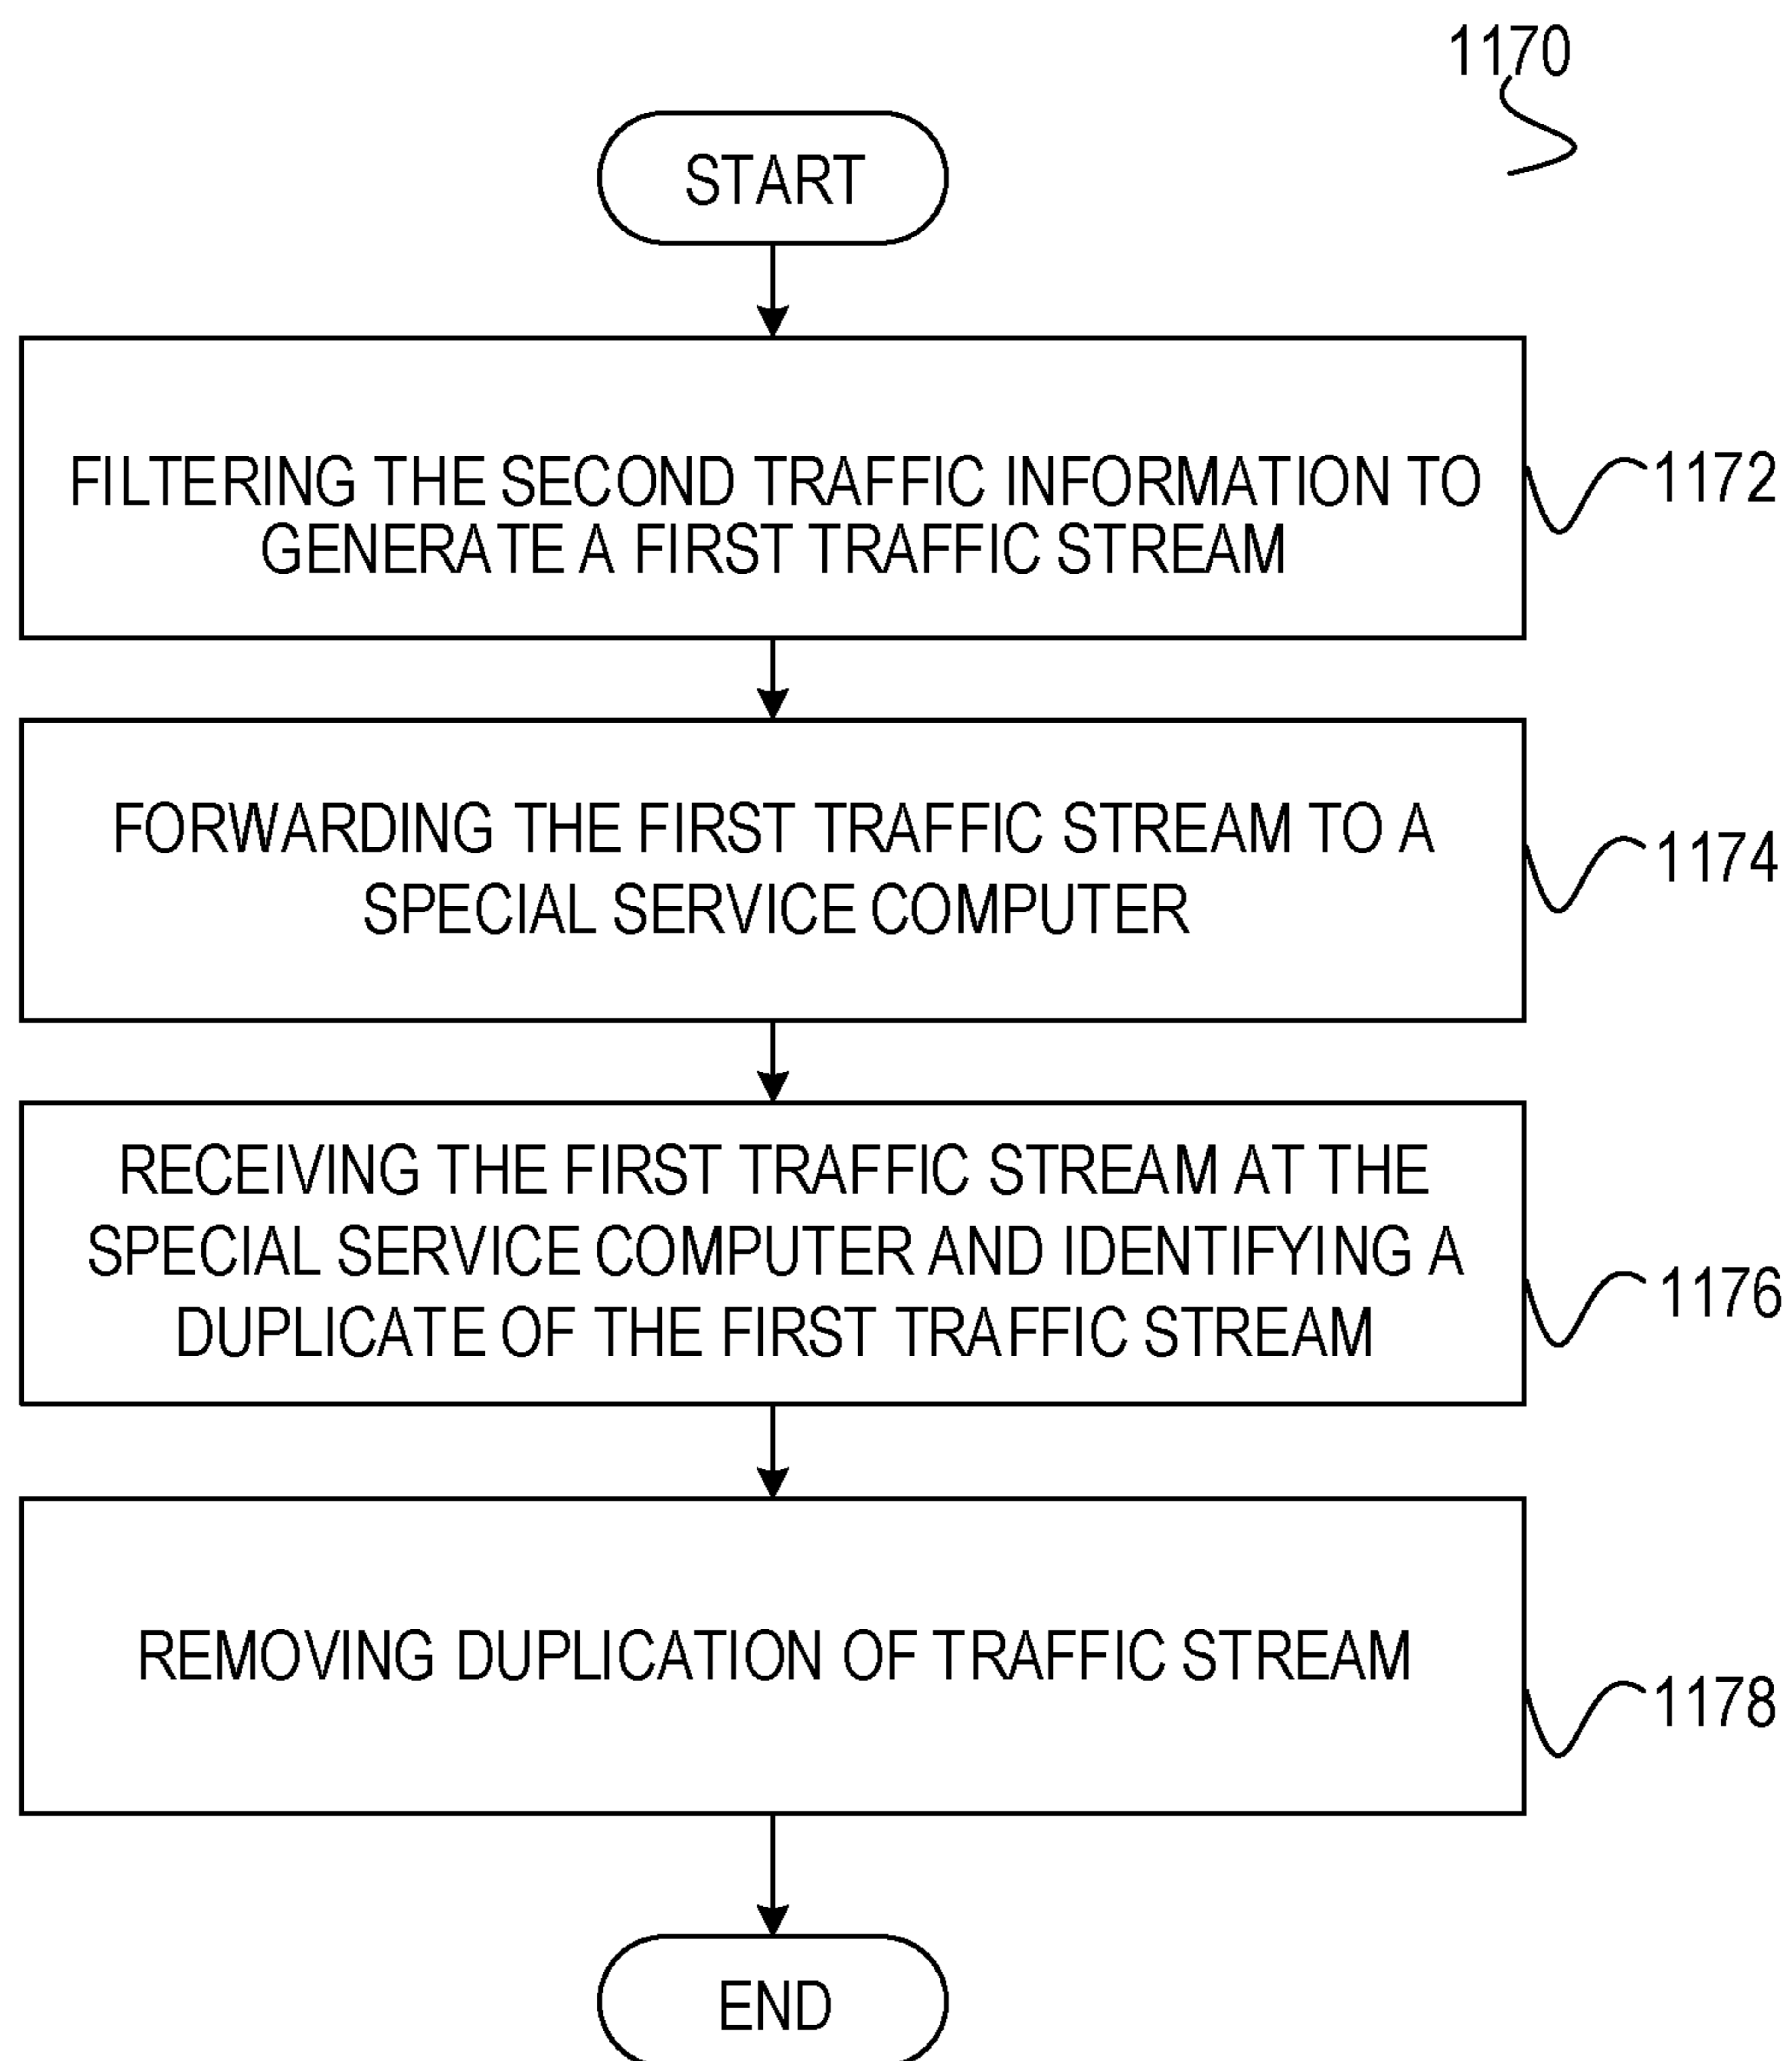 1170
START
FILTERING THE SECOND TRAFFIC INFORMATION TO
GENERATE A FIRST TRAFFIC STREAM
1172
FORWARDING THE FIRST TRAFFIC STREAM TO A
SPECIAL SERVICE COMPUTER
1174
RECEIVING THE FIRST TRAFFIC STREAM AT THE
SPECIAL SERVICE COMPUTER AND IDENTIFYING A
DUPLICATE OF THE FIRST TRAFFIC STREAM
1176
REMOVING DUPLICATION OF TRAFFIC STREAM
1178
END